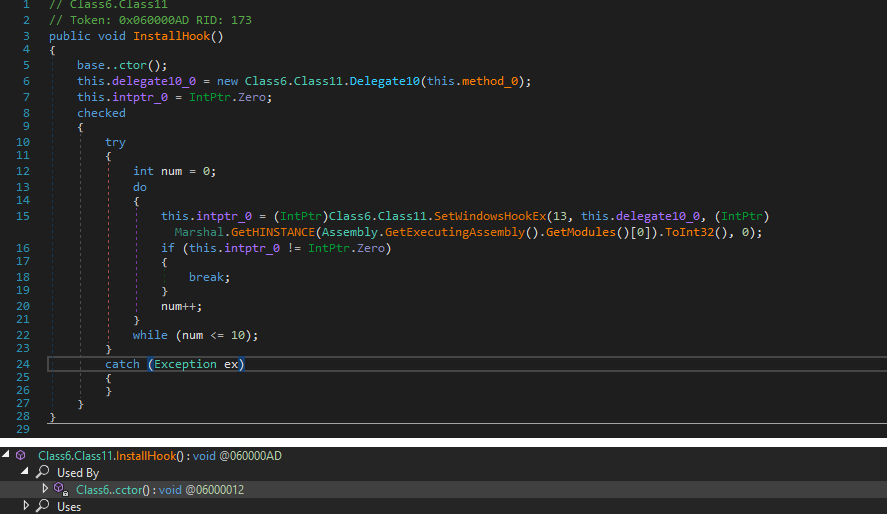 1 // Class6.Class11
2 // Token: 0x060000AD RID: 173
3 public void InstallHook()
4 {
5 base..ctor();
6 this.delegate10_0 = new Class6.Class11.Delegate10(this.method_0);
7 this.intptr_0 = IntPtr.Zero;
8 checked
9 {
10 try
11 {
12 int num = 0;
13 do
14 {
15 this.intptr_0 = (IntPtr)Class6.Class11.SetWindowsHookEx(13, this.delegate10_0, (IntPtr)
Marshal.GetHINSTANCE(Assembly.GetExecutingAssembly().GetModules()[0]).ToInt32(), 0);
16 if (this.intptr_0 != IntPtr.Zero)
17 {
18 break;
19 }
20 num++;
21 }
22 while (num <= 10);
23 }
24 catch (Exception ex)
25 {
26 }
27 }
28 }
29
Class6.Class11.InstallHook() : void @060000AD
Used By
Class6..cctor() : void @06000012
Uses